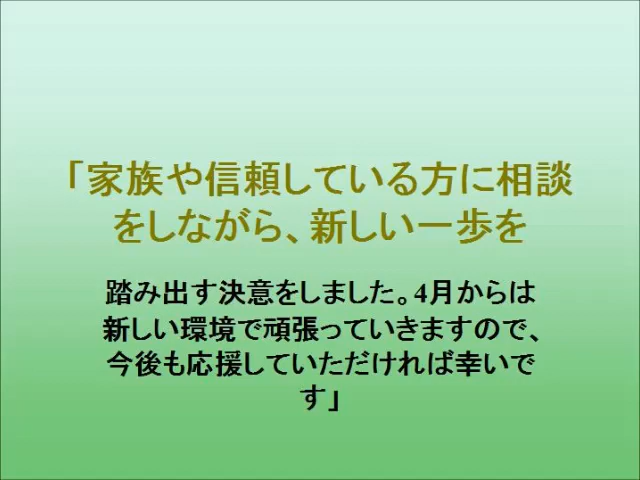 「家族や信頼している方に相談
をしながら、新しい一歩を
踏み出す決意をしました。4月からは
新しい環境で頑張っていきますので、
今後も応援していただければ幸いで
す」